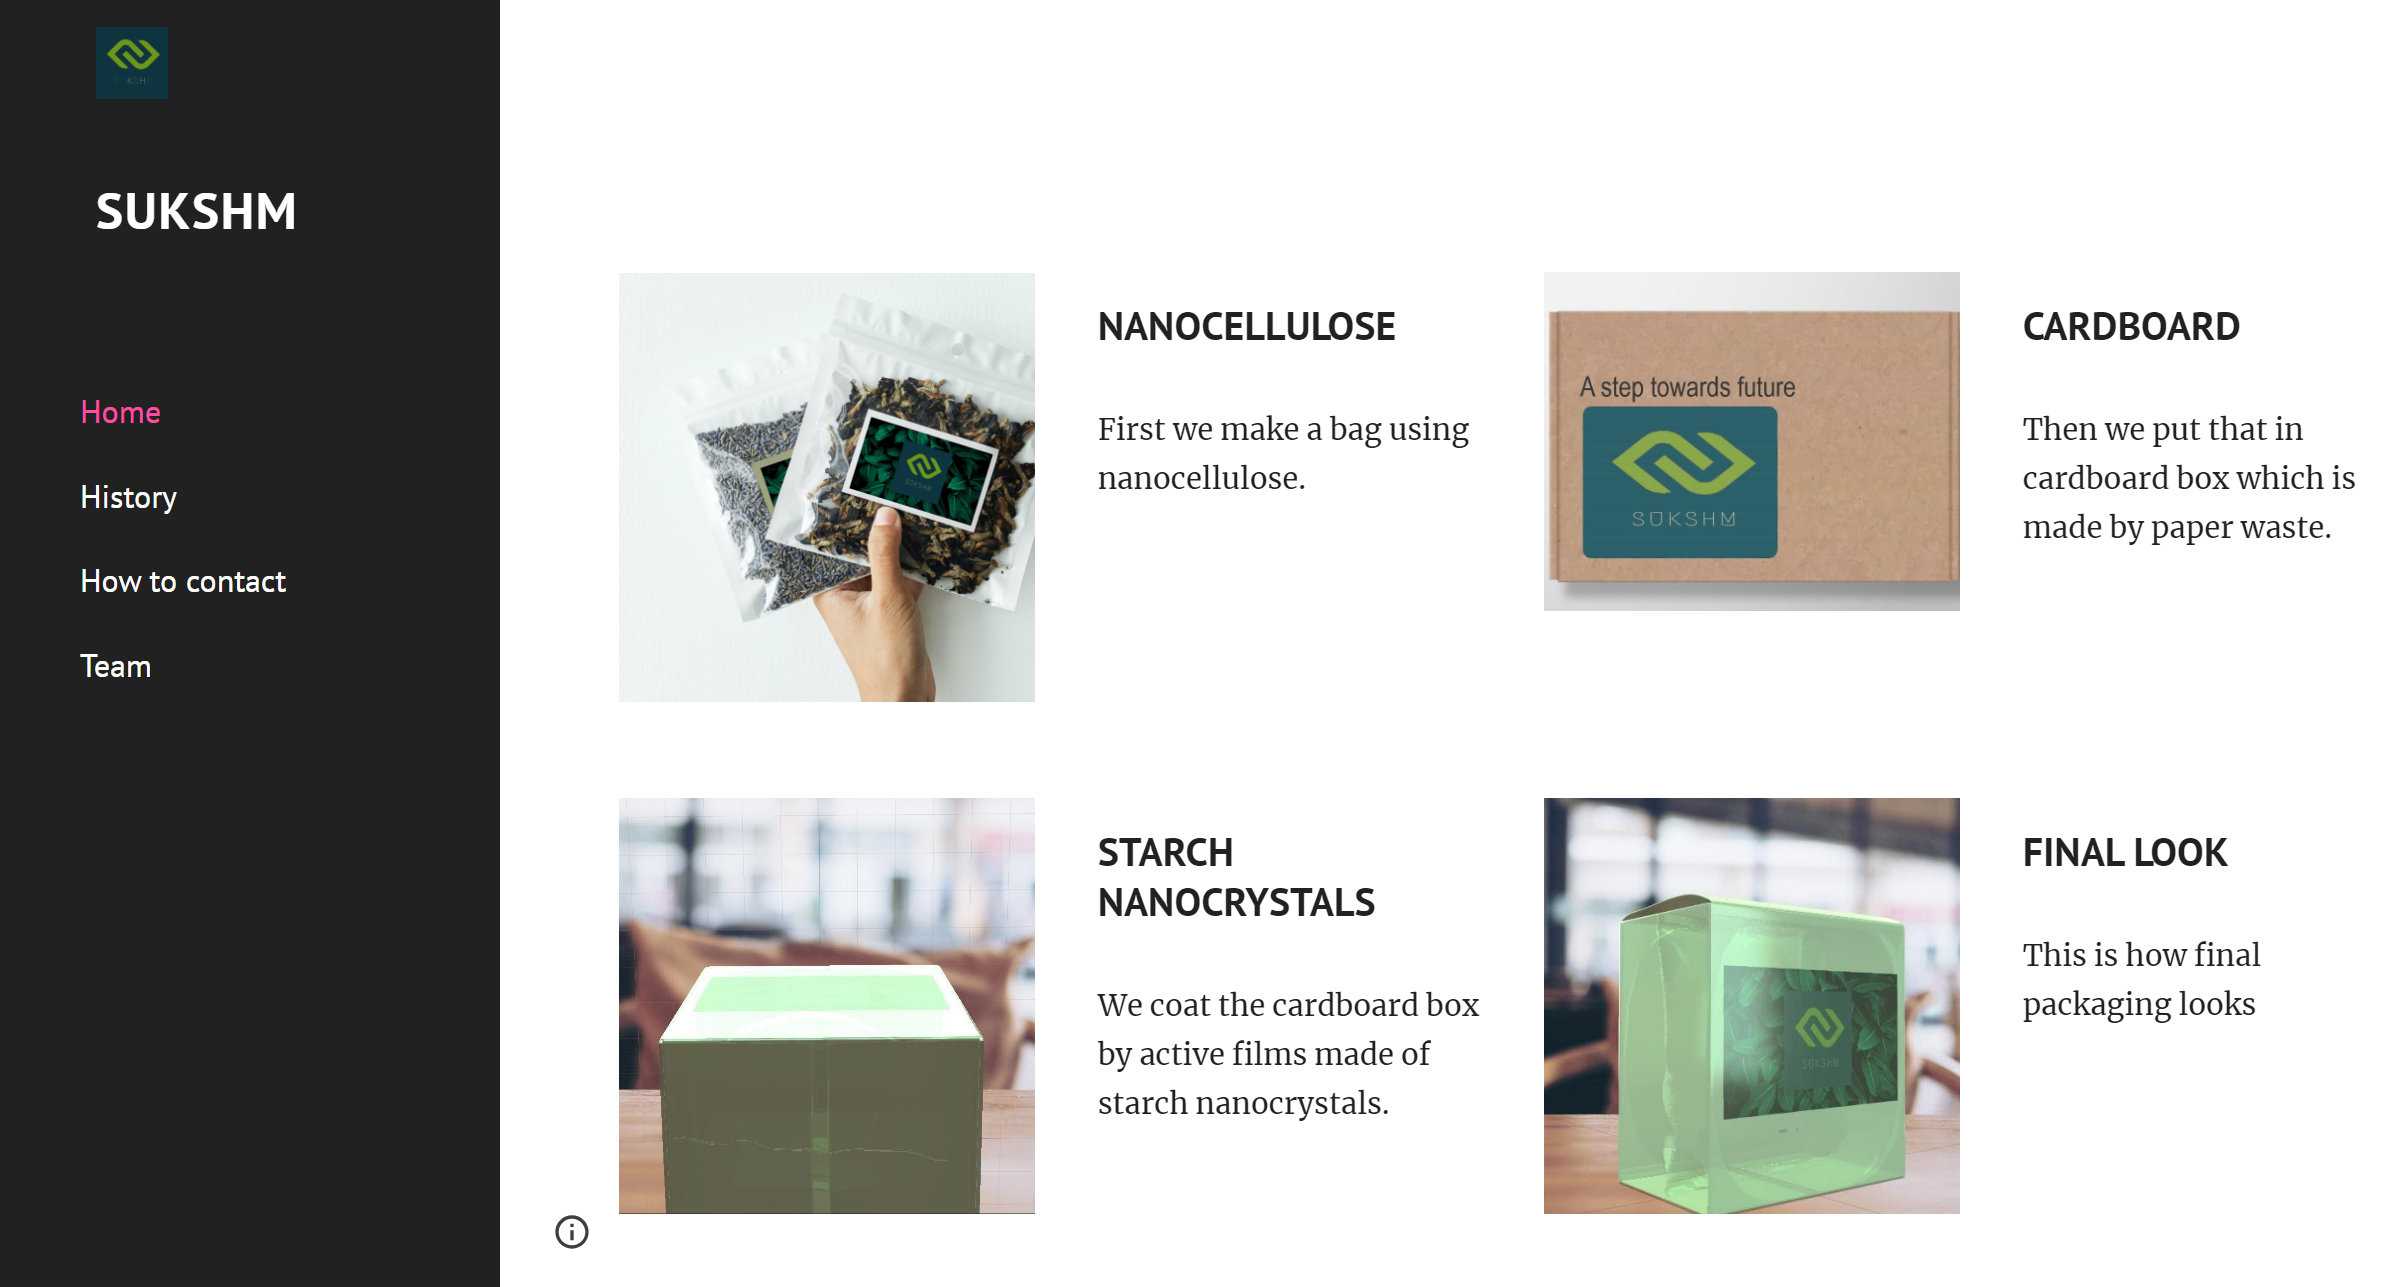 SUKSHM
Home
History
How to contact
Team
NANOCELLULOSE
First we make a bag using
nanocellulose.
SUKSHM
CARDBOARD
Then we put that in
cardboard box which is
made by paper waste.
A step towards future
SUKSHM
STARCH
NANOCRYSTALS
We coat the cardboard box
by active films made of
starch nanocrystals.
FINAL LOOK
This is how final
packaging looks
SUKSHM